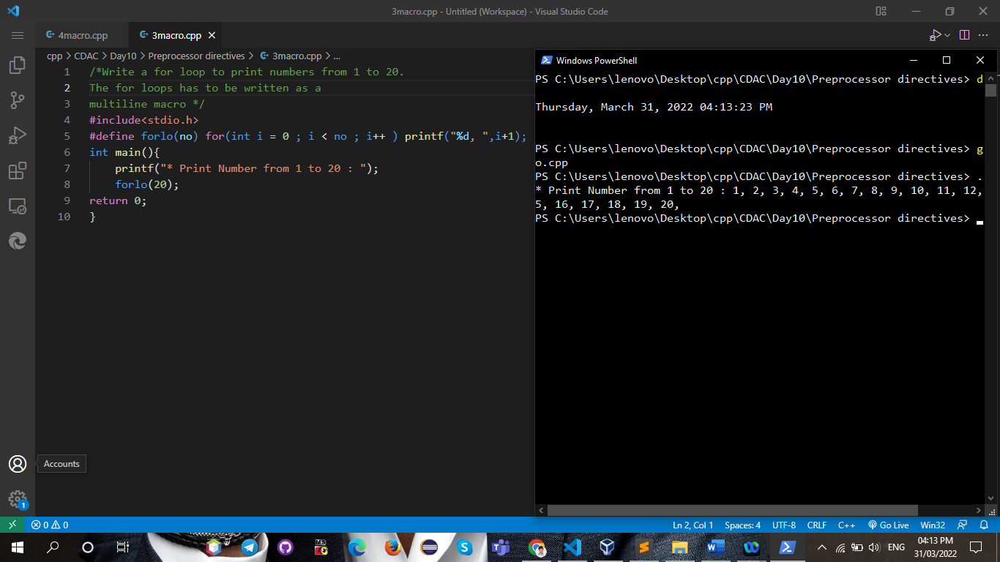 3macro.cpp - Untitled (Workspace) - Visual Studio Code
4macro.cpp
3macro.cpp
cpp > CDAC > Day10 > Preprocessor directives > 3macro.cpp > ...
1 /*Write a for loop to print numbers from 1 to 20.
2 The for loops has to be written as a
3 multiline macro */
4 #include<stdio.h>
5 #define forlo(no) for(int i = 0 ; i < no ; i++ ) printf("%d, ",i+1);
6 int main(){
7 printf("* Print Number from 1 to 20 : ");
8 forlo(20);
9 return 0;
10 }
Windows PowerShell
PS C:\Users\lenovo\Desktop\cpp\CDAC\Day10\Preprocessor directives> d
Thursday, March 31, 2022 04:13:23 PM
PS C:\Users\lenovo\Desktop\cpp\CDAC\Day10\Preprocessor directives> g
o.cpp
PS C:\Users\lenovo\Desktop\cpp\CDAC\Day10\Preprocessor directives> .
* Print Number from 1 to 20 : 1, 2, 3, 4, 5, 6, 7, 8, 9, 10, 11, 12,
5, 16, 17, 18, 19, 20,
PS C:\Users\lenovo\Desktop\cpp\CDAC\Day10\Preprocessor directives>
Accounts
1
0 0
Ln 2, Col 1 Spaces: 4 UTF-8 CRLF C++ Go Live Win32
ENG
04:13 PM
31/03/2022